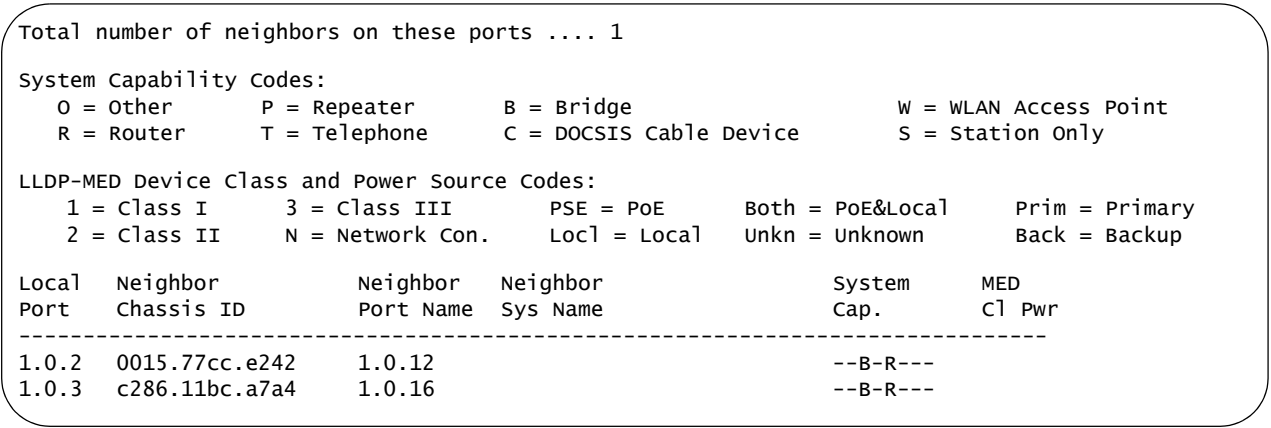 Total number of neighbors on these ports .... 1
System Capability Codes:
O = Other P = Repeater B = Bridge W = WLAN Access Point
R = Router T = Telephone C = DOCSIS Cable Device S = Station Only
LLDP-MED Device Class and Power Source Codes:
1 = Class I 3 = Class III PSE = PoE Both = PoE&Local Prim = Primary
2 = Class II N = Network Con. Locl = Local Unkn = Unknown Back = Backup
Local Neighbor Neighbor Neighbor System MED
Port Chassis ID Port Name Sys Name Cap. Cl Pwr
-------------------------------------------------------------------------------
1.0.2 0015.77cc.e242 1.0.12 --B-R---
1.0.3 c286.11bc.a7a4 1.0.16 --B-R---